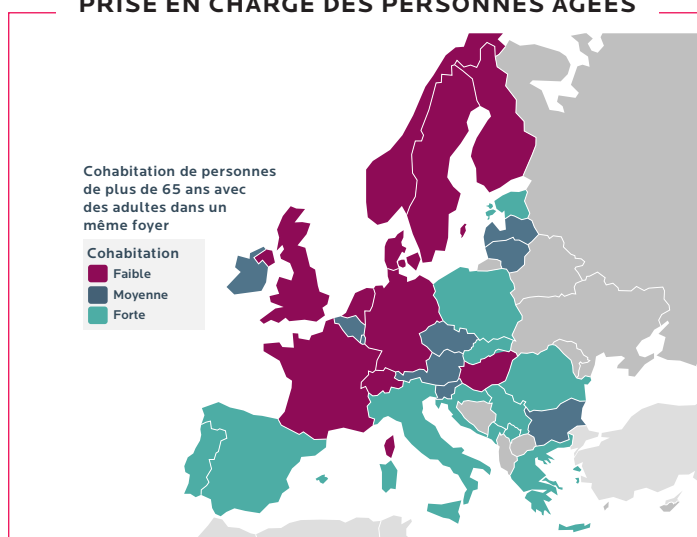 PRISE EN CHARGE DES PERSONNES ÂGÉES
Cohabitation de personnes
de plus de 65 ans avec
des adultes dans un
même foyer
Cohabitation
Faible
Moyenne
Forte